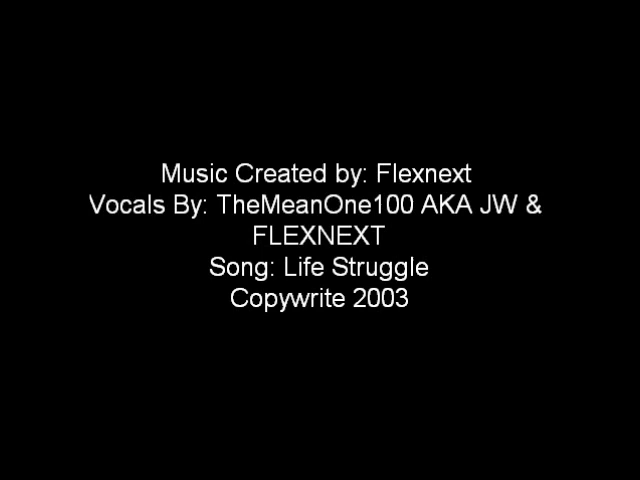 Music Created by: Flexnext
Vocals By: TheMeanOne100 AKA JW &
FLEXNEXT
Song: Life Struggle
Copywrite 2003